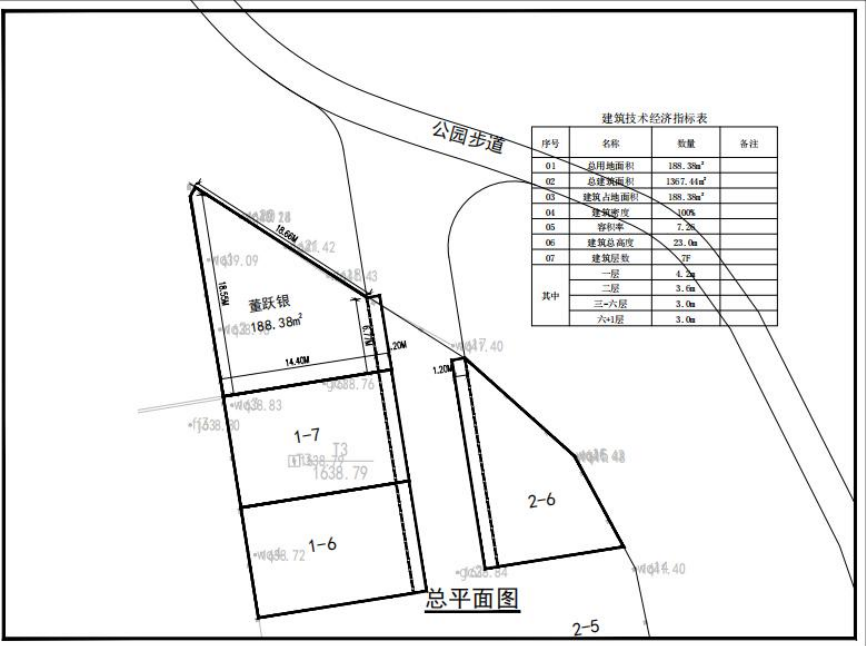 公园步道
建筑技术经济指标表
序号 名称 数量 备注
01 总用地面积 188.38㎡
02 总建筑面积 1367.44㎡
03 建筑占地面积 188.38㎡
04 建筑密度 100%
05 容积率 7.26
06 建筑总高度 23.0m
07 建筑层数 7F
其中
一层 4.2m
二层 3.6m
三-六层 3.0m
六+1层 3.0m
18.66M
18.55M
董跃银
188.38㎡
6.77M
.20M
14.40M
1.20M
1-7
T3
1638.79
1-6
2-6
总平面图
2-5